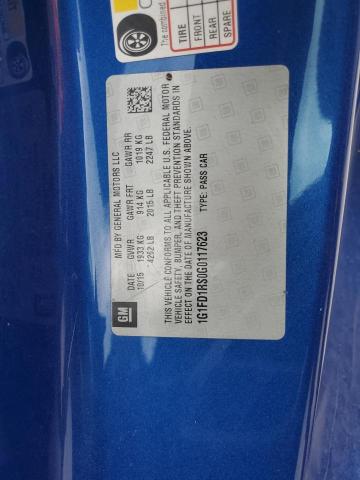 The combined
TIRE
FRONT
REAR
SPARE
GM
MFD BY GENERAL MOTORS LLC
DATE GVWR GAWR FRT GAWR RR
10/15 1933 KG 914 KG 1019 KG
4262 LB 2015 LB 2247 LB
THIS VEHICLE CONFORMS TO ALL APPLICABLE U.S. FEDERAL MOTOR
VEHICLE SAFETY, BUMPER, AND THEFT PREVENTION STANDARDS IN
EFFECT ON THE DATE OF MANUFACTURE SHOWN ABOVE.
1G1FD1RS0G0117623 TYPE: PASS CAR